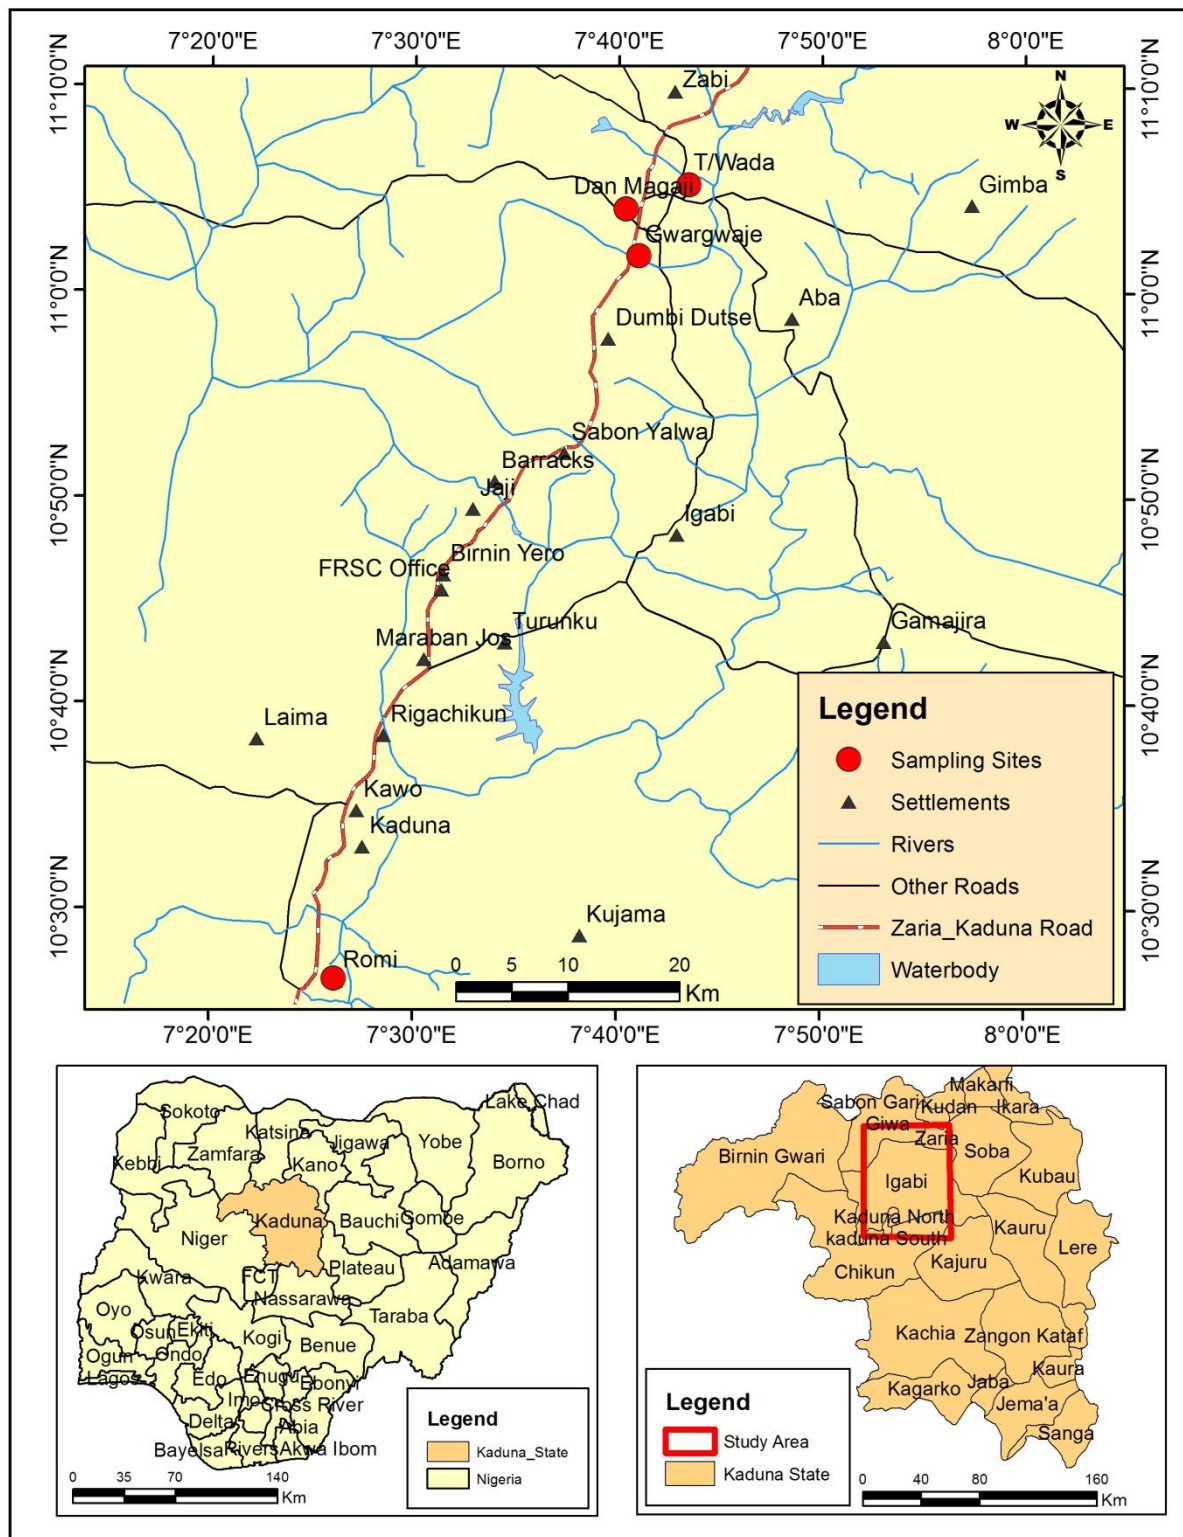 7°20'0"E 7°30'0"E 7°40'0"E 7°50'0"E 8°0'0"E
11°10'0"N
11°0'0"N
10°50'0"N
10°40'0"N
10°30'0"N
11°10'0"N
11°0'0"N
10°50'0"N
10°40'0"N
10°30'0"N
N
W E
S
Zabi
T/Wada
Dan Magaji
Gimba
Gwargwaje
Aba
Dumbi Dutse
Sabon Yalwa
Barracks
Jaji
Igabi
Birnin Yero
FRSC Office
Turunku
Gamajira
Maraban Jos
Laima
Rigachikun
Kawo
Kaduna
Kujama
Romi
0 5 10 20
Km
Legend
Sampling Sites
Settlements
Rivers
Other Roads
Zaria_Kaduna Road
Waterbody
7°20'0"E 7°30'0"E 7°40'0"E 7°50'0"E 8°0'0"E
Lake Chad
Sokoto
Katsina
Jigawa
Yobe
Zamfara
Kano
Kebbi
Borno
Kaduna
Bauchi
Gombe
Niger
Adamawa
Plateau
Kwara
FCT
Nassarawa
Taraba
Oyo
Osun
Ekiti
Kogi
Benue
Ogun
Ondo
Lagos
Edo
Enugu
Ebonyi
Imo
Cross River
Delta
Abia
Bayelsa
Rivers
Akwa Ibom
Legend
Kaduna_State
Nigeria
0 35 70 140
Km
Makarfi
Sabon Gari
Kudan
Ikara
Giwa
Zaria
Soba
Birnin Gwari
Igabi
Kubau
Kaduna North
Kauru
kaduna South
Lere
Chikun
Kajuru
Kachia
Zangon Kataf
Kaura
Jaba
Kagarko
Jema'a
Sanga
Legend
Study Area
Kaduna State
0 40 80 160
Km